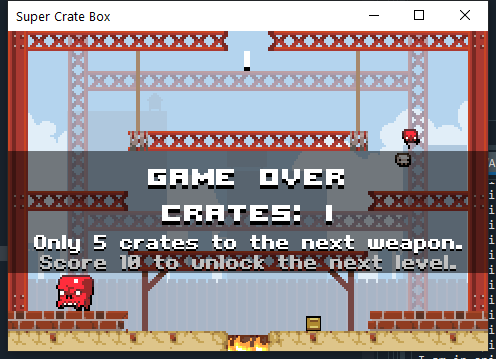 Super Crate Box
1
GAME OVER
CRATES: 1
Only 5 crates to the next weapon.
Score 10 to unlock the next level.